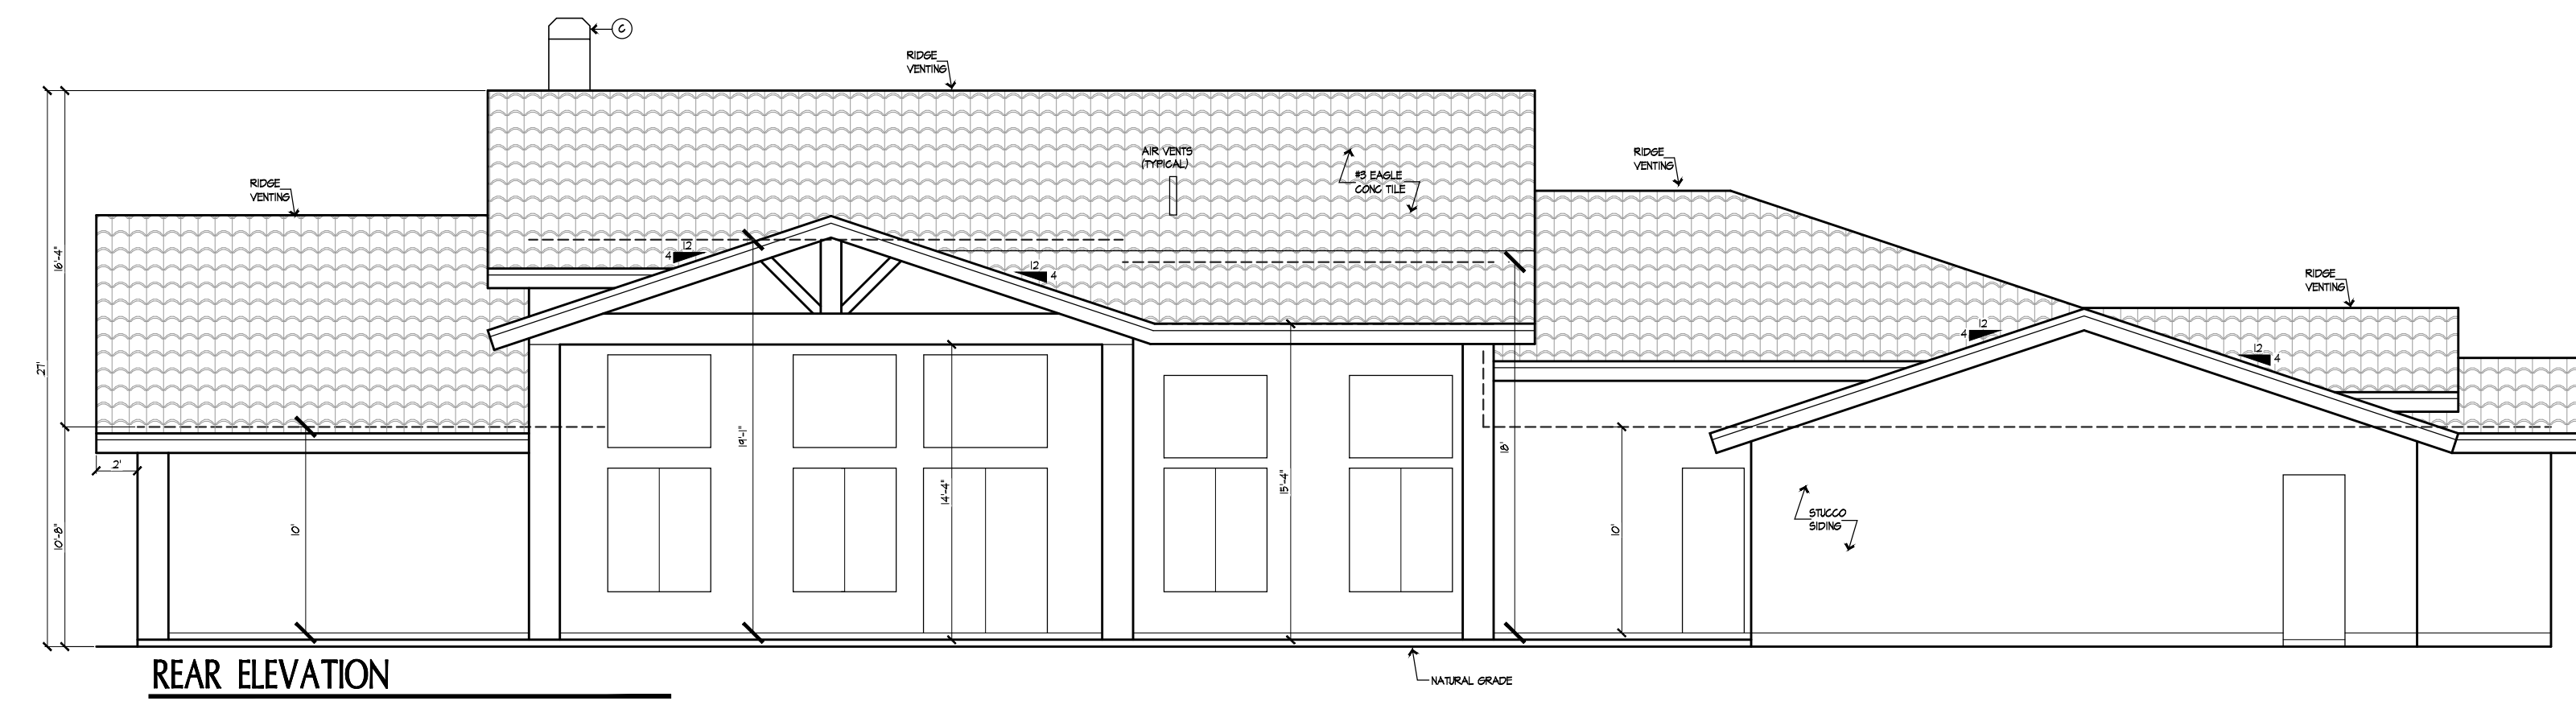 C
RIDGE
VENTING
RIDGE
VENTING
AIR VENTS
(TYPICAL)
#3 EAGLE
CONC TILE
RIDGE
VENTING
RIDGE
VENTING
12
4
12
4
12
4
12
4
16'-4"
27'
10'-8"
2'
10'
19'-1"
14'-4"
15'-4"
18'
10'
STUCCO
SIDING
NATURAL GRADE
REAR ELEVATION